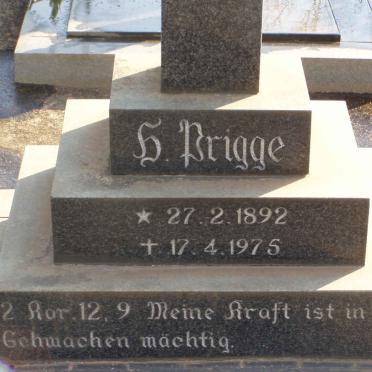 H. Prigge
★ 27.2.1892
✝ 17.4.1975
2 Kor.12,9 Meine Kraft ist in
Schwachen mächtig.